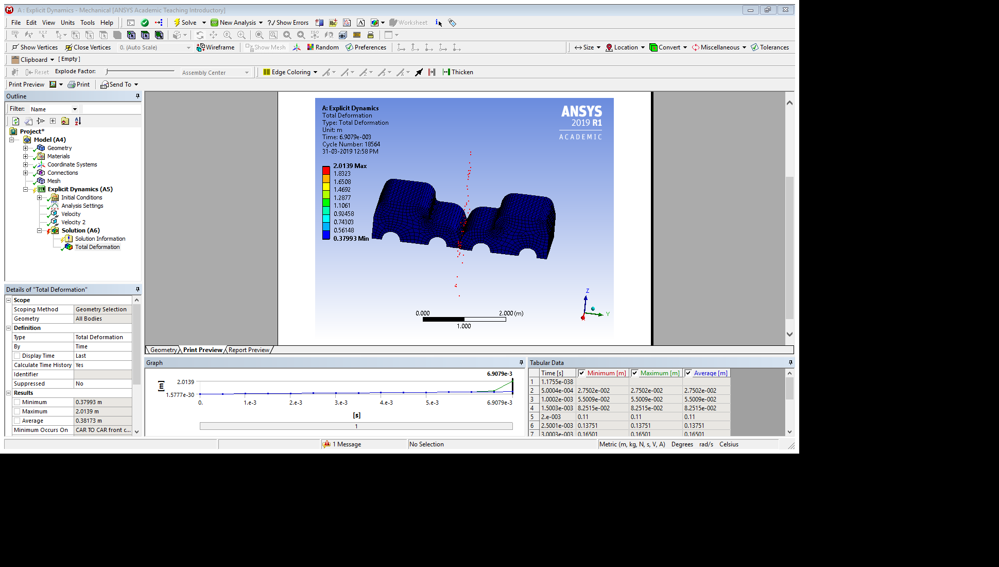 A : Explicit Dynamics - Mechanical [ANSYS Academic Teaching Introductory]
File Edit View Units Tools Help Solve New Analysis ?/ Show Errors Worksheet
Show Vertices Close Vertices 0. (Auto Scale) Wireframe Show Mesh Random Preferences Size Location Convert Miscellaneous Tolerances
Clipboard [ Empty ]
Reset Explode Factor: Assembly Center Edge Coloring Thicken
Print Preview Print Send To
Outline
Filter: Name
Project*
Model (A4)
Geometry
Materials
Coordinate Systems
Connections
Mesh
Explicit Dynamics (A5)
Initial Conditions
Analysis Settings
Velocity
Velocity 2
Solution (A6)
Solution Information
Total Deformation
Details of "Total Deformation"
Scope
Scoping Method Geometry Selection
Geometry All Bodies
Definition
Type Total Deformation
By Time
Display Time Last
Calculate Time History Yes
Identifier
Suppressed No
Results
Minimum 0.37993 m
Maximum 2.0139 m
Average 0.38173 m
Minimum Occurs On CAR TO CAR front c...
A: Explicit Dynamics
Total Deformation
Type: Total Deformation
Unit: m
Time: 6.9079e-003
Cycle Number: 18564
31-03-2019 12:58 PM
2.0139 Max
1.8323
1.6508
1.4692
1.2877
1.1061
0.92458
0.74303
0.56148
0.37993 Min
ANSYS
2019 R1
ACADEMIC
0.000 2.000 (m)
1.000
Z
Y
X
Geometry Print Preview Report Preview
Graph
6.9079e-3
[m]
2.0139
1.5777e-30
0. 1.e-3 2.e-3 3.e-3 4.e-3 5.e-3 6.9079e-3
[s]
1
Tabular Data
Time [s] Minimum [m] Maximum [m] Average [m]
1 1.1755e-038
2 5.0004e-004 2.7502e-002 2.7502e-002 2.7502e-002
3 1.0002e-003 5.5009e-002 5.5009e-002 5.5009e-002
4 1.5003e-003 8.2515e-002 8.2515e-002 8.2515e-002
5 2.e-003 0.11 0.11 0.11
6 2.5001e-003 0.13751 0.13751 0.13751
7 3.0003e-003 0.16501 0.16501 0.16501
1 Message No Selection Metric (m, kg, N, s, V, A) Degrees rad/s Celsius